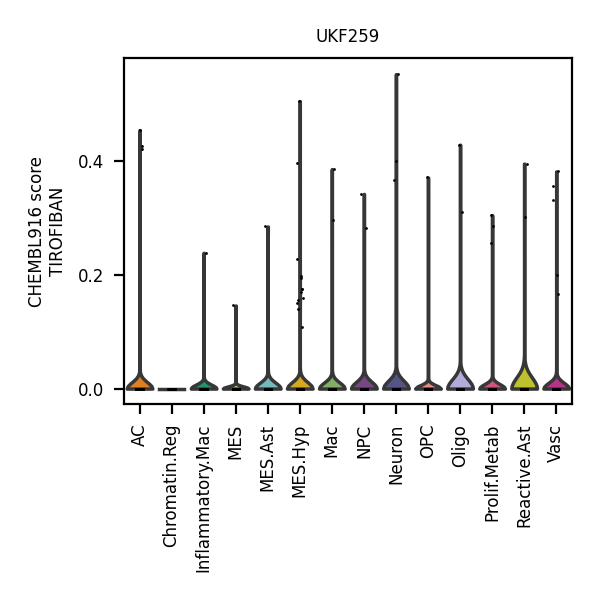 UKF259
CHEMBL916 score
TIROFIBAN
0.4
0.2
0.0
AC
Chromatin.Reg
Inflammatory.Mac
MES
MES.Ast
MES.Hyp
Mac
NPC
Neuron
OPC
Oligo
Prolif.Metab
Reactive.Ast
Vasc